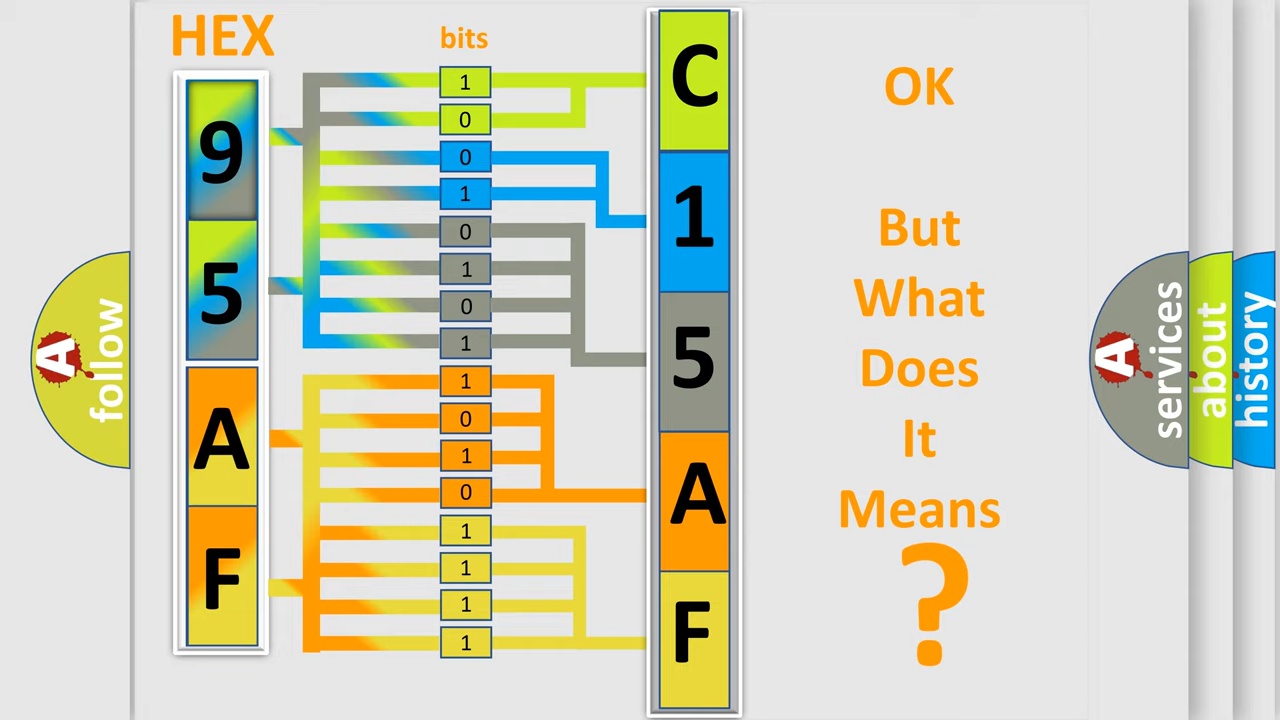 HEX
bits
9
5
A
F
1
0
0
1
0
1
0
1
1
0
1
0
1
1
1
1
C
1
5
A
F
OK
But
What
Does
It
Means
?
A
follow
A
services
about
history